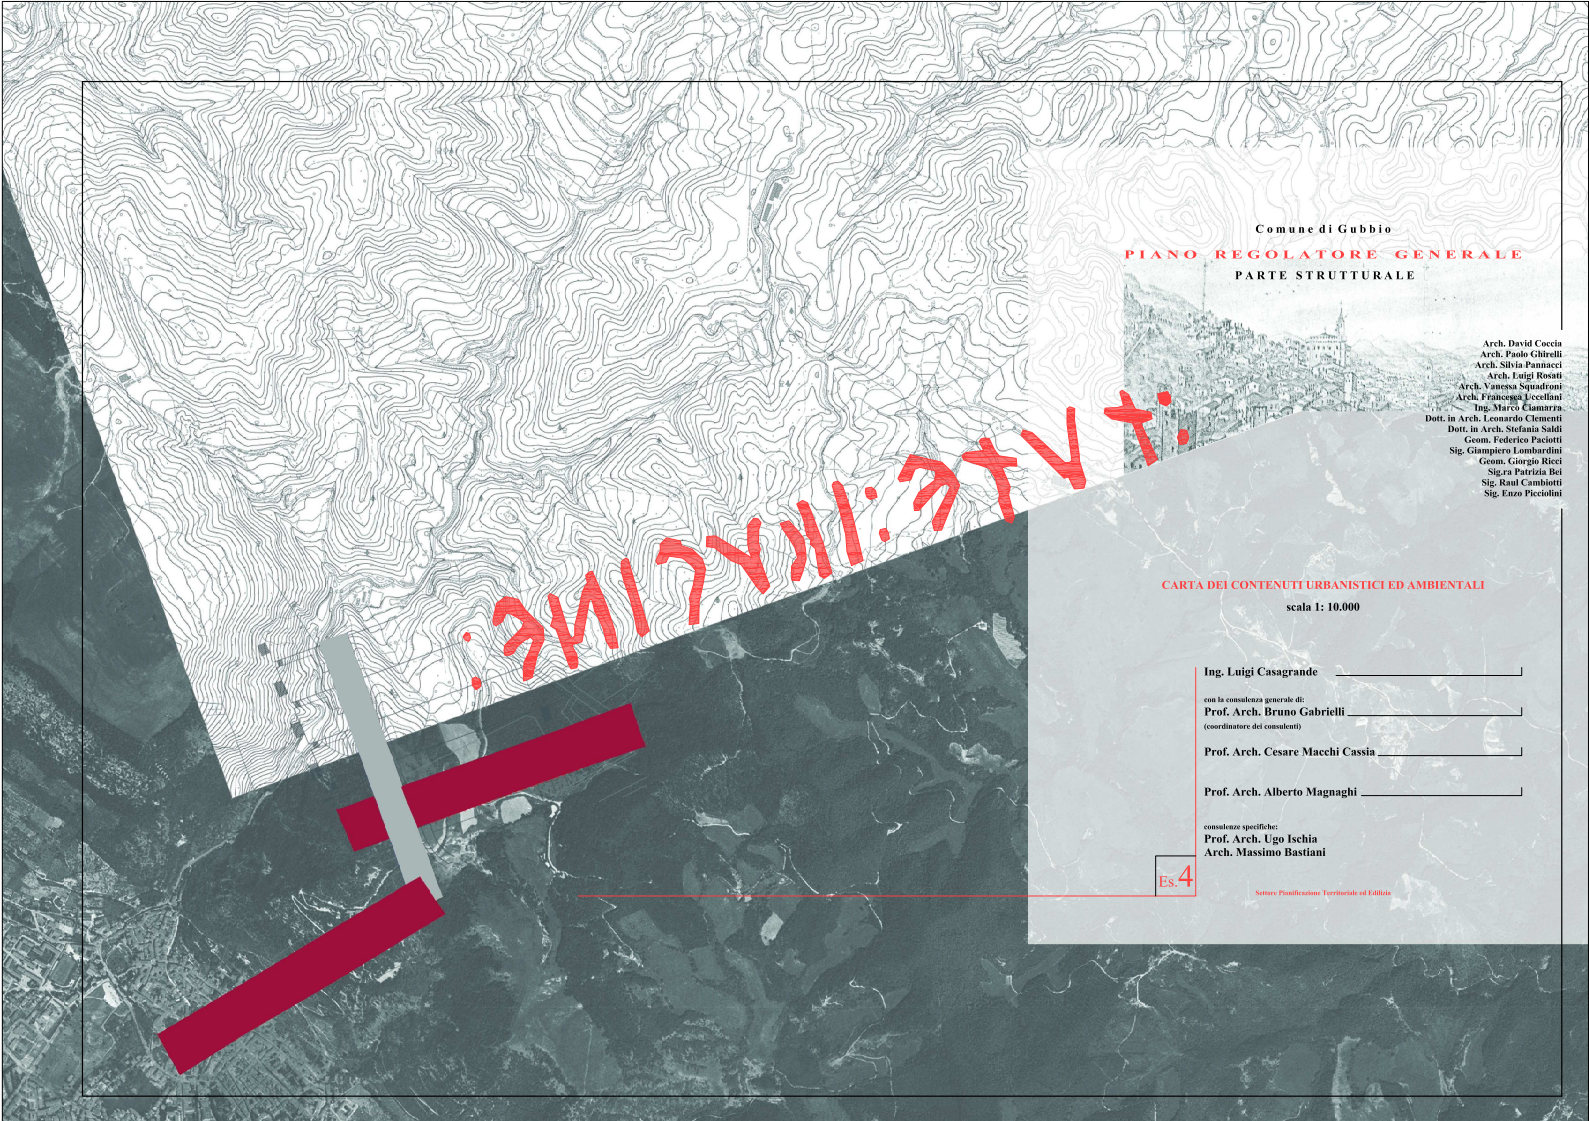 Comune di Gubbio
PIANO REGOLATORE GENERALE
PARTE STRUTTURALE
Arch. David Coccia
Arch. Paolo Ghirelli
Arch. Silvia Pannacci
Arch. Luigi Rosati
Arch. Vanessa Squadroni
Arch. Francesca Uccellani
Ing. Marco Ciamarra
Dott. in Arch. Leonardo Clementi
Dott. in Arch. Stefania Saldi
Geom. Federico Paciotti
Sig. Giampiero Lombardini
Geom. Giorgio Ricci
Sig.ra Patrizia Bei
Sig. Raul Cambiotti
Sig. Enzo Picciolini
:𐌕𐌖𐌕𐌄:𐌉𐌊𐌖𐌅𐌉𐌍𐌄:
CARTA DEI CONTENUTI URBANISTICI ED AMBIENTALI
scala 1: 10.000
Ing. Luigi Casagrande
con la consulenza generale di:
Prof. Arch. Bruno Gabrielli
(coordinatore dei consulenti)
Prof. Arch. Cesare Macchi Cassia
Prof. Arch. Alberto Magnaghi
consulenze specifiche:
Prof. Arch. Ugo Ischia
Arch. Massimo Bastiani
Es.4
Settore Pianificazione Territoriale ed Edilizia